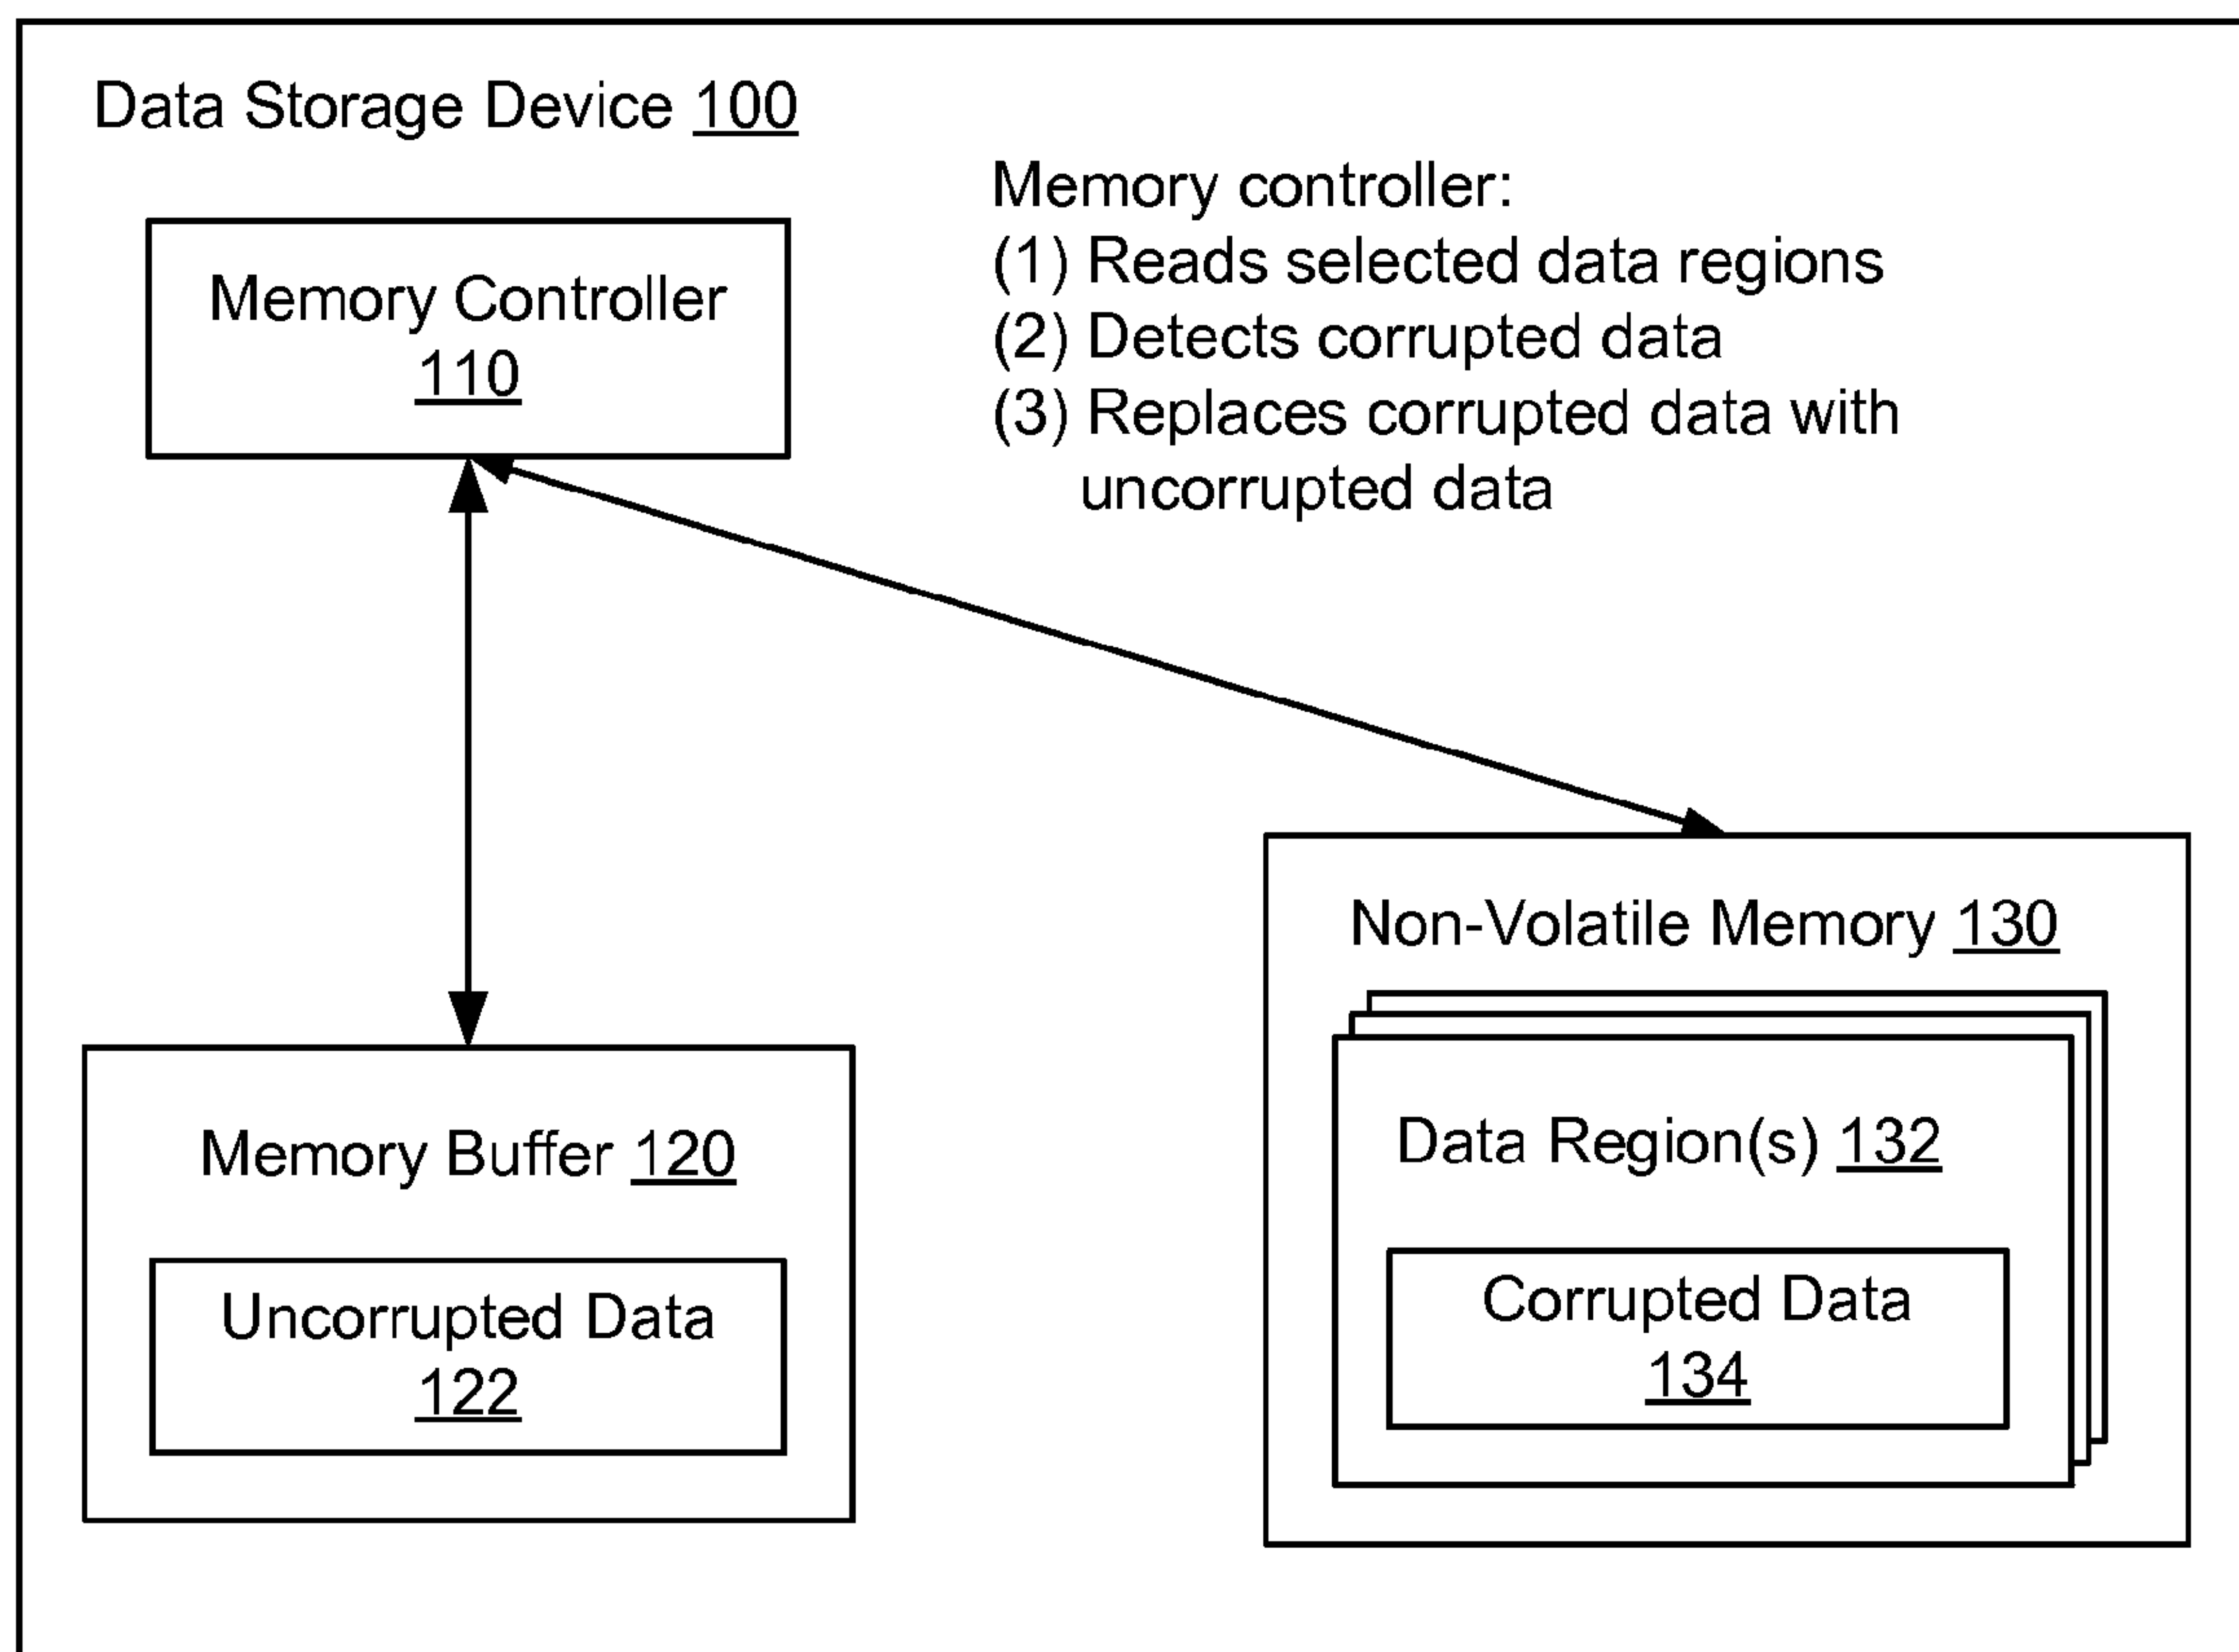 Data Storage Device 100
Memory controller:
(1) Reads selected data regions
(2) Detects corrupted data
(3) Replaces corrupted data with
uncorrupted data
Memory Controller
110
Non-Volatile Memory 130
Data Region(s) 132
Corrupted Data
134
Memory Buffer 120
Uncorrupted Data
122